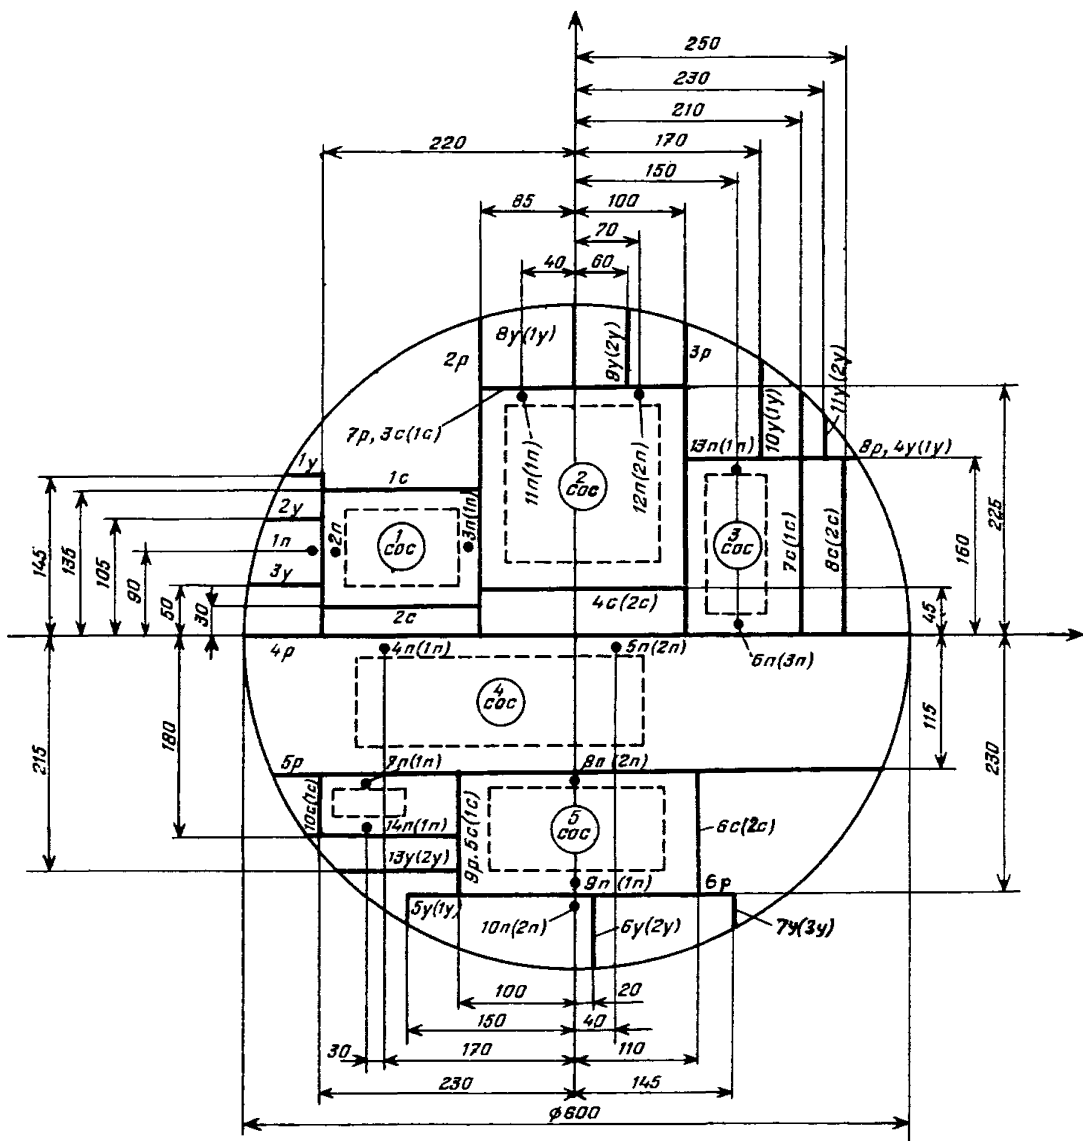 250
230
210
170
220
150
85
100
70
40
60
8у(1у)
9у(2у)
2р
3р
11у(2у)
10у(1у)
7р, 3с(1с)
13п(1п)
8р, 4у(1у)
1у
1с
11п(1п)
2
сос
12п(2п)
2у
1п
2п
1
сос
3п(1п)
3
сос
7с(1с)
8с(2с)
3у
2с
4с(2с)
145
135
105
90
50
30
225
160
45
4р
4п(1п)
5п(2п)
6п(3п)
4
сос
215
180
115
230
5р
7п(1п)
8п(2п)
10с(1с)
14п(1п)
9р, 5с(1с)
5
сос
6с(2с)
13у(2у)
9п(1п)
6р
5у(1у)
10п(2п)
6у(2у)
7у(3у)
100
20
150
40
30
170
110
230
145
ф600